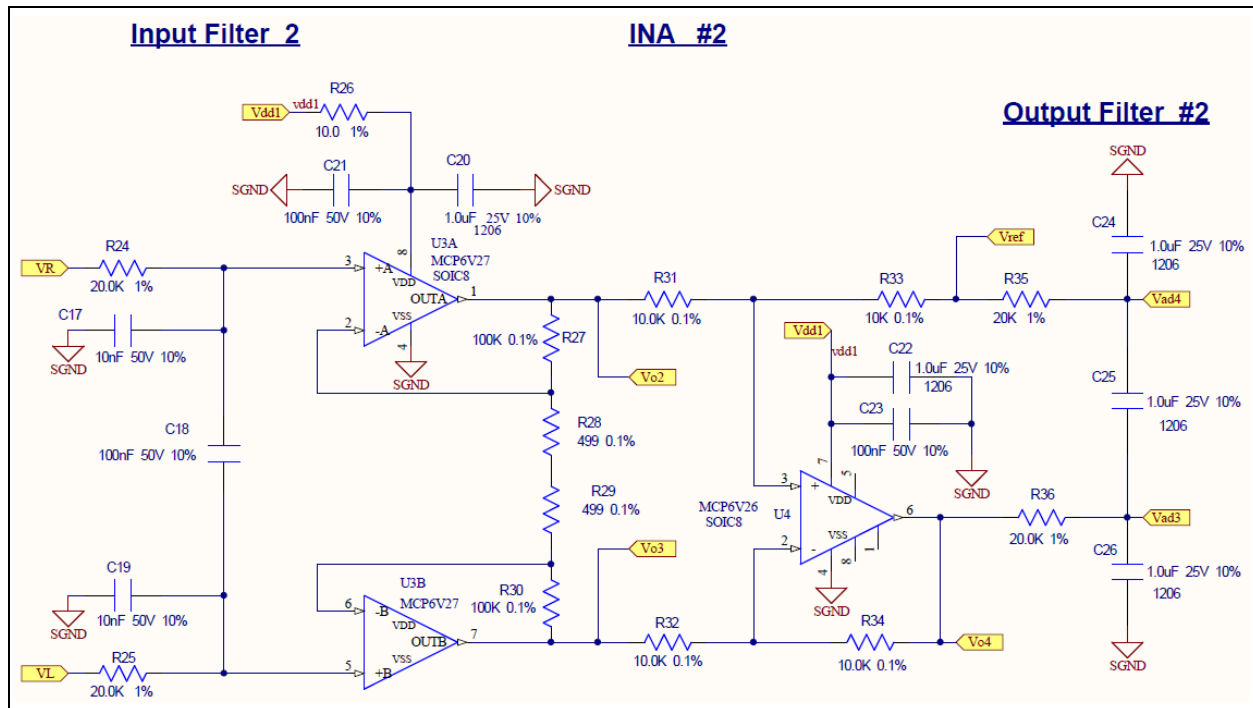 Input Filter 2
INA #2
Output Filter #2
R26
Vdd1
vdd1
10.0 1%
C21
C20
SGND
SGND
100nF 50V 10%
1.0uF 25V 10%
1206
U3A
MCP6V27
SOIC8
SGND
C24
1.0uF 25V 10%
1206
R24
VR
20.0K 1%
3
+A
8
VDD
OUTA
1
2
-A
VSS
4
SGND
C17
SGND
10nF 50V 10%
R31
10.0K 0.1%
R33
10K 0.1%
Vref
R35
20K 1%
Vad4
100K 0.1%
R27
Vo2
Vdd1
vdd1
C22
1.0uF 25V 10%
1206
C23
100nF 50V 10%
SGND
C25
1.0uF 25V 10%
1206
C18
100nF 50V 10%
R28
499 0.1%
R29
499 0.1%
MCP6V26
SOIC8
U4
3
+
7
VDD
5
6
2
-
VSS
4
8
1
SGND
R36
20.0K 1%
Vad3
C26
1.0uF 25V 10%
1206
SGND
Vo3
C19
SGND
10nF 50V 10%
U3B
MCP6V27
6
-B
VDD
OUTB
7
5
+B
VSS
R30
100K 0.1%
R32
10.0K 0.1%
R34
10.0K 0.1%
Vo4
R25
VL
20.0K 1%